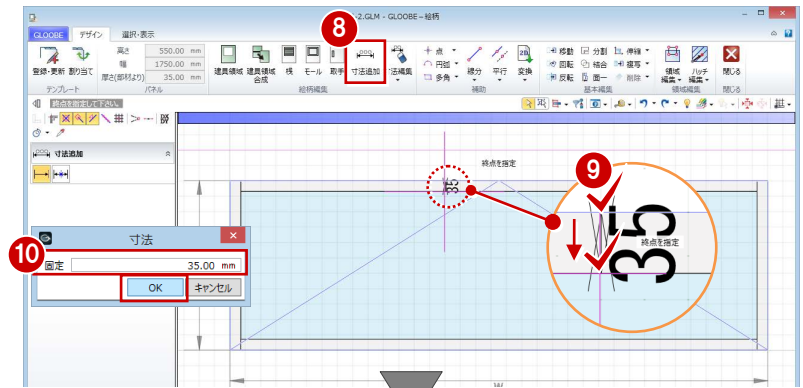 -2.GLM - GLOOBE - 絵柄
GLOOBE デザイン 選択・表示
8
登録・更新 割り当て
テンプレート
高さ 550.00 mm
幅 1750.00 mm
厚さ(部材より) 35.00 mm
パネル
建具領域 建具領域合成 桟 モール 取手 寸法追加 寸法編集
絵柄編集
点 円弧 多角 線分 平行 変換
補助
移動 分割 伸縮
回転 結合 複写
反転 面一 削除
基本編集
領域編集 ハッチ編集
領域編集
閉じる
閉じる
終点を指定して下さい。
寸法追加
終点を指定
35
9
35
終点を指定
10
寸法
固定 35.00 mm
OK キャンセル
W